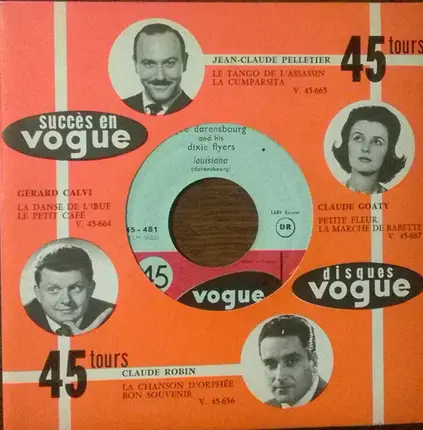 JEAN-CLAUDE PELLETIER
LE TANGO DE L'ASSASSIN
LA CUMPARSITA
V. 45-665
45 tours
succès en
vogue
darensbourg
and his
dixie flyers
louisiana
(darensbourg)
45 - 481
DR
45
vogue
GÉRARD CALVI
LA DANSE DE L'ŒUF
LE PETIT CAFÉ
V. 45-664
CLAUDE GOATY
PETITE FLEUR
LA MARCHE DE BABETTE
V. 45-667
disques
VOGUE
45 tours
CLAUDE ROBIN
LA CHANSON D'ORPHÉE
BON SOUVENIR
V. 45-656